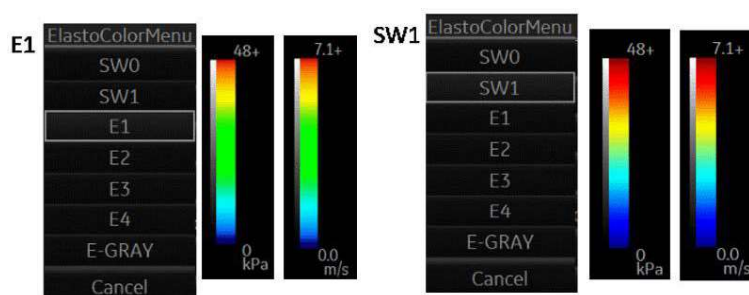 E1
ElastoColorMenu
SW0
SW1
E1
E2
E3
E4
E-GRAY
Cancel
48+
0
kPa
7.1+
0.0
m/s
SW1
ElastoColorMenu
SW0
SW1
E1
E2
E3
E4
E-GRAY
Cancel
48+
0
kPa
7.1+
0.0
m/s